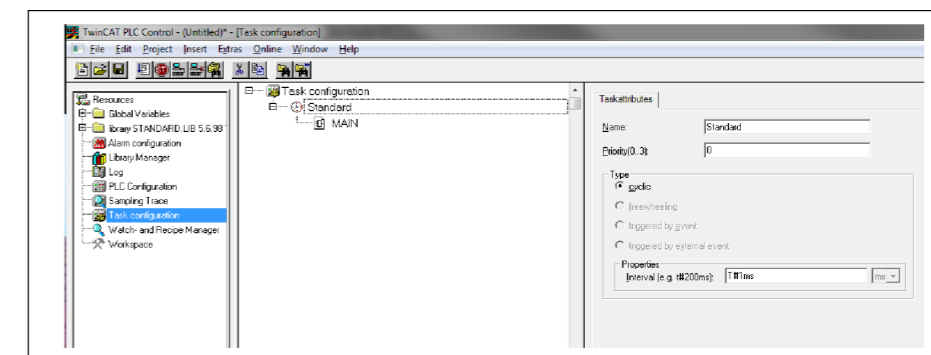 TwinCAT PLC Control - (Untitled)* - [Task configuration]
File Edit Project Insert Extras Online Window Help
Resources
Global Variables
library STANDARD.LIB 5.6.98
Alarm configuration
Library Manager
Log
PLC Configuration
Sampling Trace
Task configuration
Watch- and Recipe Manager
Workspace
Task configuration
Standard
MAIN
Taskattributes
Name: Standard
Priority(0..3): 0
Type
cyclic
freewheeling
triggered by event
triggered by external event
Properties
Interval (e.g. t#200ms): T#1ms ms